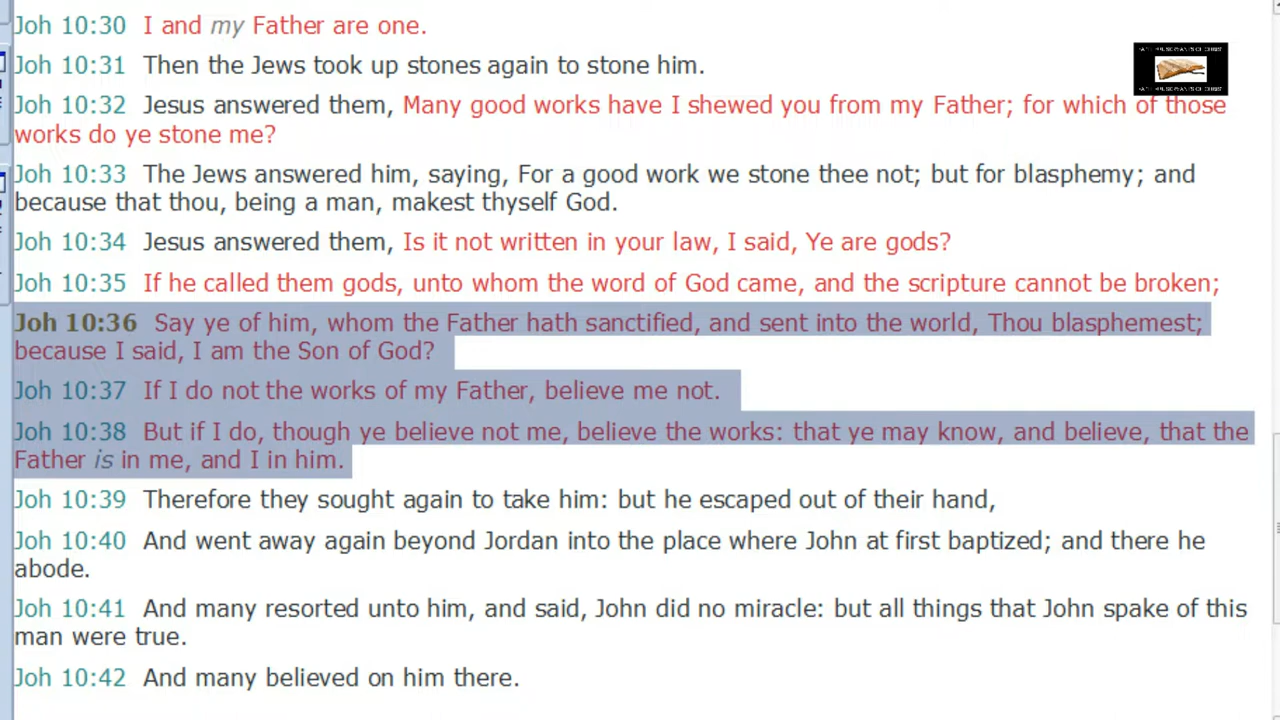 Joh 10:30 I and my Father are one.
Joh 10:31 Then the Jews took up stones again to stone him.
Joh 10:32 Jesus answered them, Many good works have I shewed you from my Father; for which of those
works do ye stone me?
Joh 10:33 The Jews answered him, saying, For a good work we stone thee not; but for blasphemy; and
because that thou, being a man, makest thyself God.
Joh 10:34 Jesus answered them, Is it not written in your law, I said, Ye are gods?
Joh 10:35 If he called them gods, unto whom the word of God came, and the scripture cannot be broken;
Joh 10:36 Say ye of him, whom the Father hath sanctified, and sent into the world, Thou blasphemest;
because I said, I am the Son of God?
Joh 10:37 If I do not the works of my Father, believe me not.
Joh 10:38 But if I do, though ye believe not me, believe the works: that ye may know, and believe, that the
Father is in me, and I in him.
Joh 10:39 Therefore they sought again to take him: but he escaped out of their hand,
Joh 10:40 And went away again beyond Jordan into the place where John at first baptized; and there he
abode.
Joh 10:41 And many resorted unto him, and said, John did no miracle: but all things that John spake of this
man were true.
Joh 10:42 And many believed on him there.